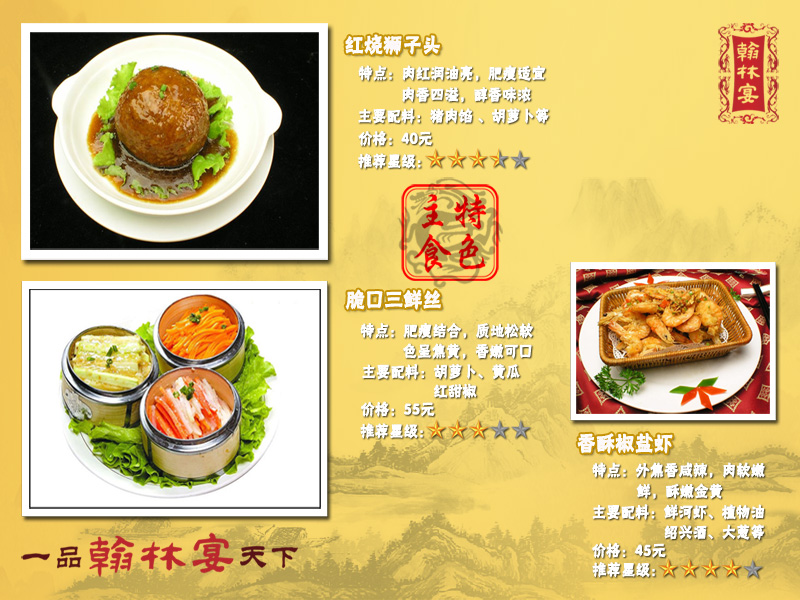 红烧狮子头
特点：肉红润油亮，肥瘦适宜
肉香四溢，醇香味浓
主要配料：猪肉馅、胡萝卜等
价格：40元
推荐星级：
翰林宴
特色
主食
脆口三鲜丝
特点：肥瘦结合，质地松软
色呈焦黄，香嫩可口
主要配料：胡萝卜、黄瓜
红甜椒
价格：55元
推荐星级：
香酥椒盐虾
特点：外焦香咸辣，肉软嫩
鲜，酥嫩金黄
主要配料：鲜河虾、植物油
绍兴酒、大葱等
价格：45元
推荐星级：
一品翰林宴天下